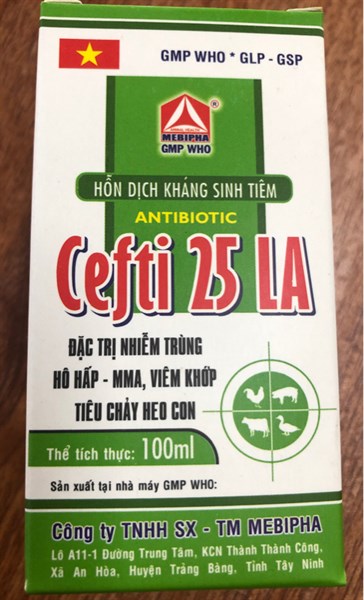 GMP WHO * GLP - GSP
ANIMAL HEALTH
MEBIPHA
GMP WHO
®
HỖN DỊCH KHÁNG SINH TIÊM
ANTIBIOTIC
Cefti 25 LA
ĐẶC TRỊ NHIỄM TRÙNG
HÔ HẤP - MMA, VIÊM KHỚP
TIÊU CHẢY HEO CON
Thể tích thực: 100ml
Sản xuất tại nhà máy GMP WHO:
Công ty TNHH SX - TM MEBIPHA
Lô A11-1 Đường Trung Tâm, KCN Thành Thành Công,
Xã An Hòa, Huyện Trảng Bàng, Tỉnh Tây Ninh